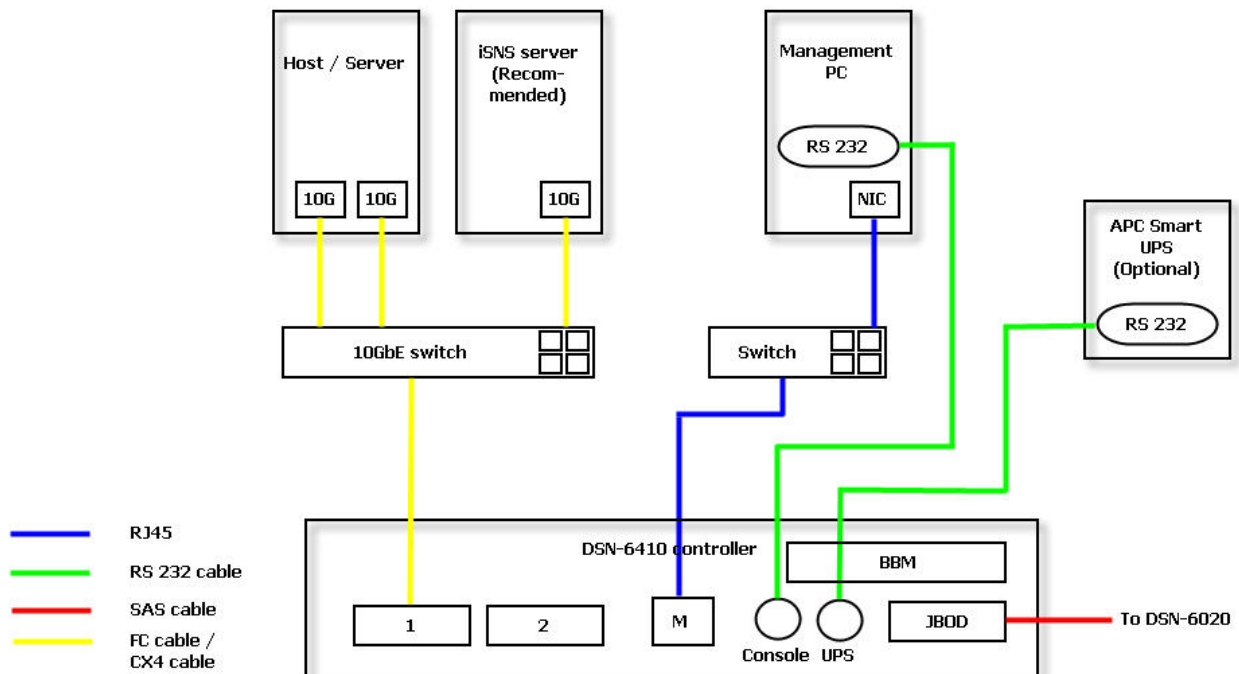 Host / Server
iSNS server
(Recom-
mended)
Management
PC
RS 232
10G
10G
10G
NIC
APC Smart
UPS
(Optional)
RS 232
10GbE switch
Switch
RJ45
RS 232 cable
SAS cable
FC cable /
CX4 cable
DSN-6410 controller
BBM
1
2
M
Console
UPS
JBOD
To DSN-6020